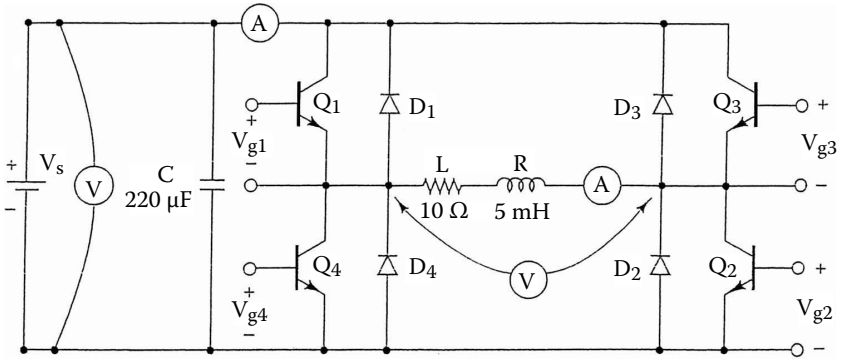 A
Q1
D1
D3
Q3
+
+
Vg1
Vg3
+
Vs
−
V
C
220 μF
L
R
A
−
−
10 Ω
5 mH
−
Q4
D4
V
D2
Q2
+
+
Vg4
Vg2
−
−